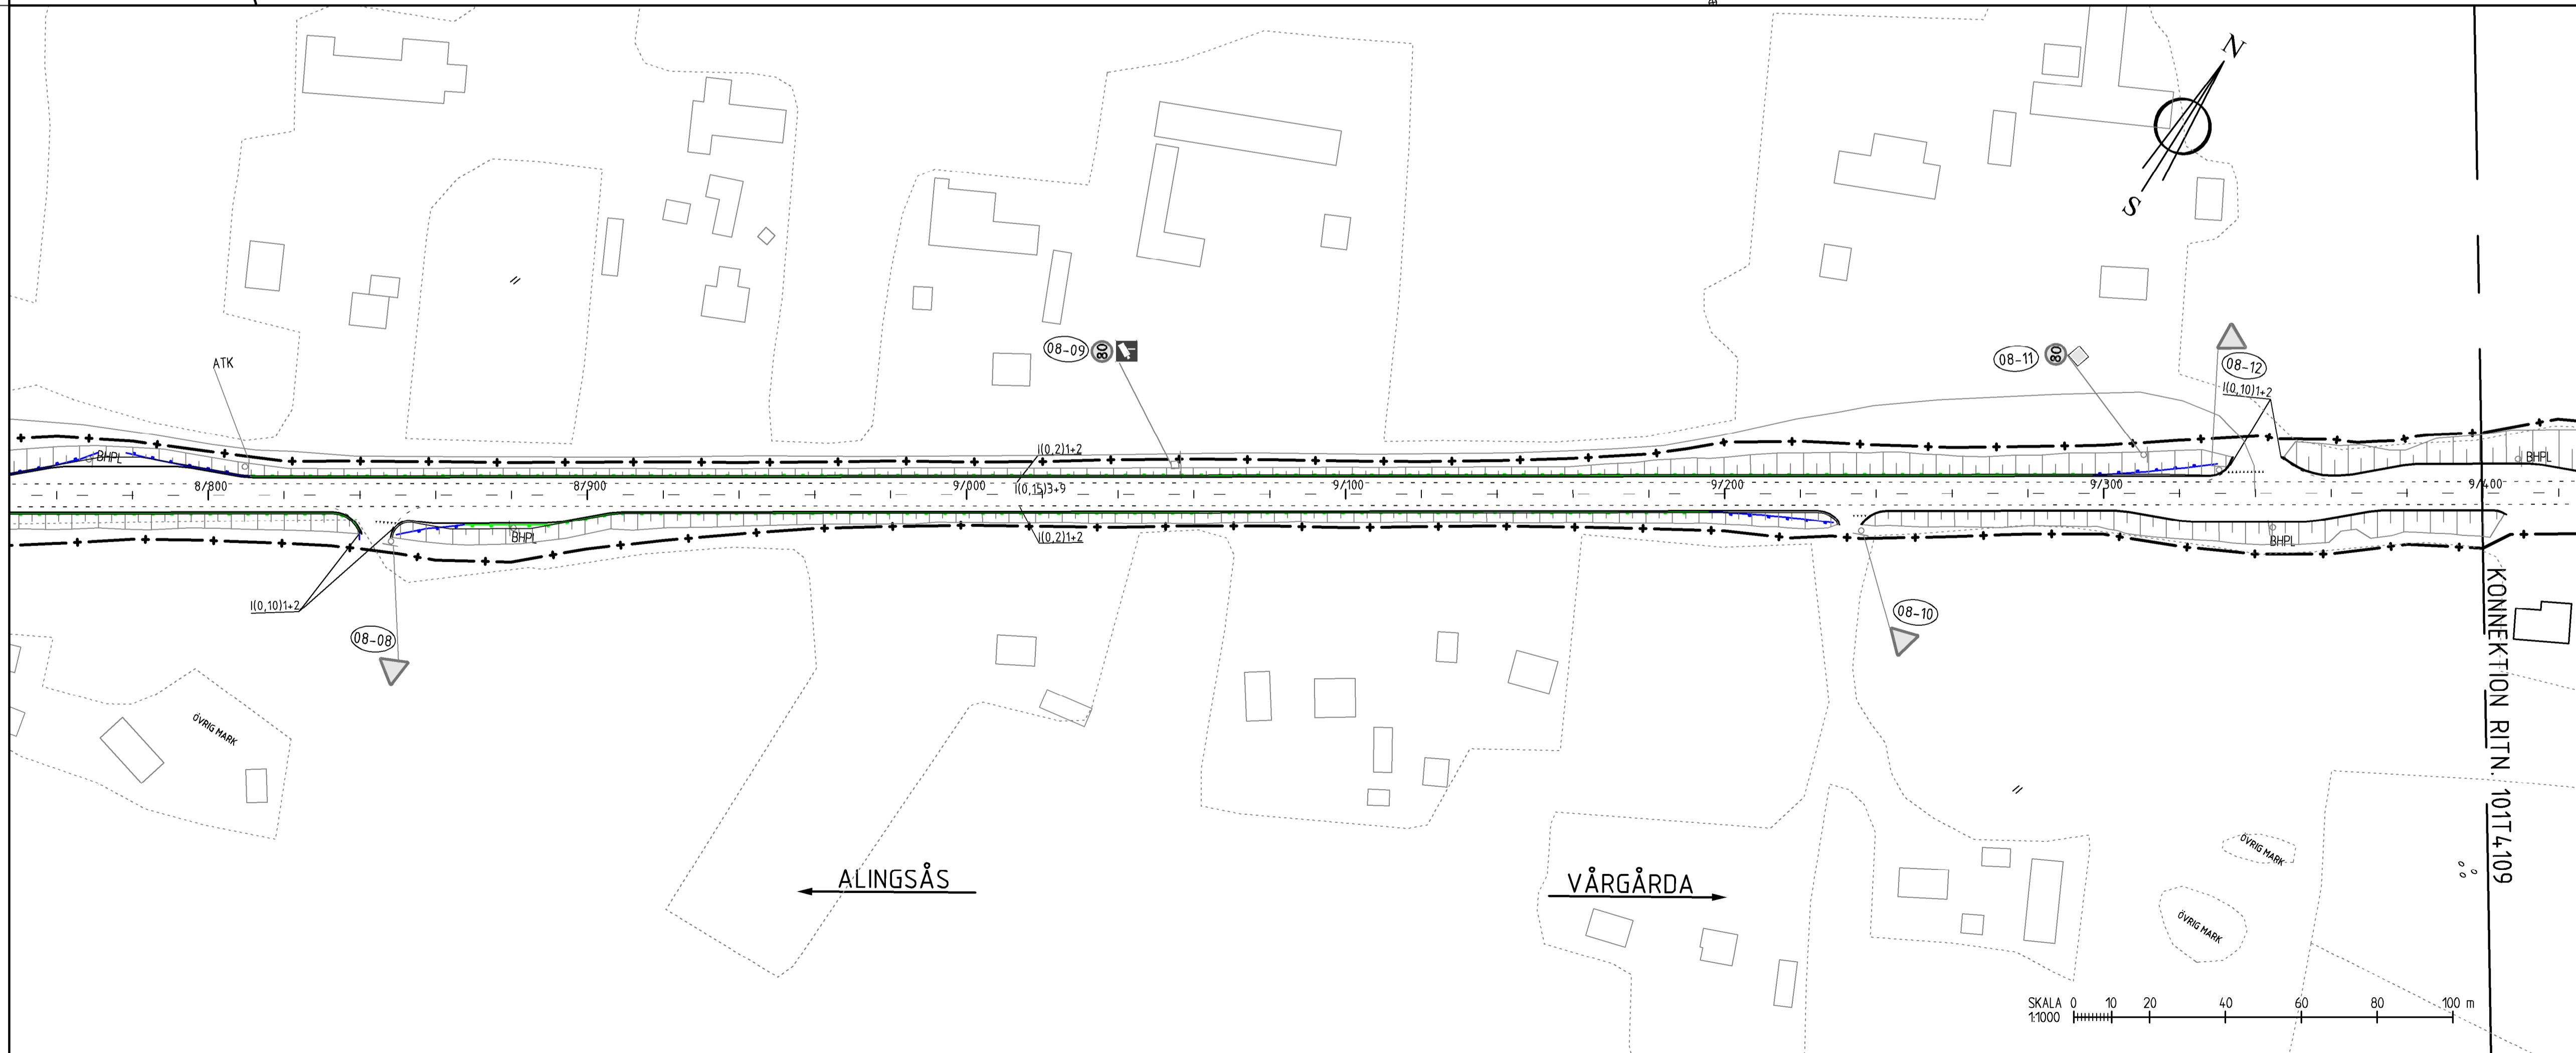 N
S
ATK
08-09
80
08-11
80
08-12
I(0,10)1+2
I(0,2)1+2
I(0,15)3+9
BHPL
BHPL
8/800
8/900
9/000
9/100
9/200
9/300
9/400
BHPL
I(0,2)1+2
BHPL
I(0,10)1+2
08-08
08-10
KONNEKTION RITN. 101T4109
ÖVRIG MARK
ALINGSÅS
VÅRGÅRDA
ÖVRIG MARK
ÖVRIG MARK
SKALA 0 10 20 40 60 80 100 m
1:1000